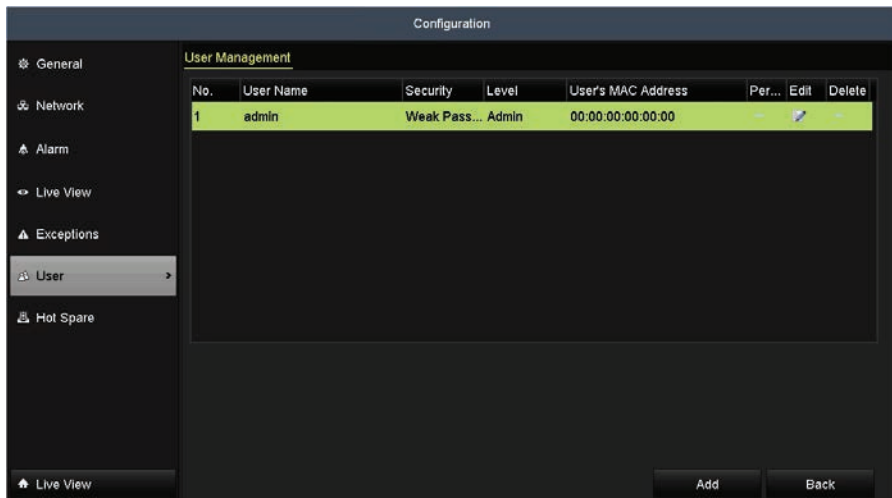 Configuration
General
Network
Alarm
Live View
Exceptions
User
Hot Spare
Live View
User Management
No. User Name Security Level User's MAC Address Per... Edit Delete
1 admin Weak Pass... Admin 00:00:00:00:00:00
Add Back